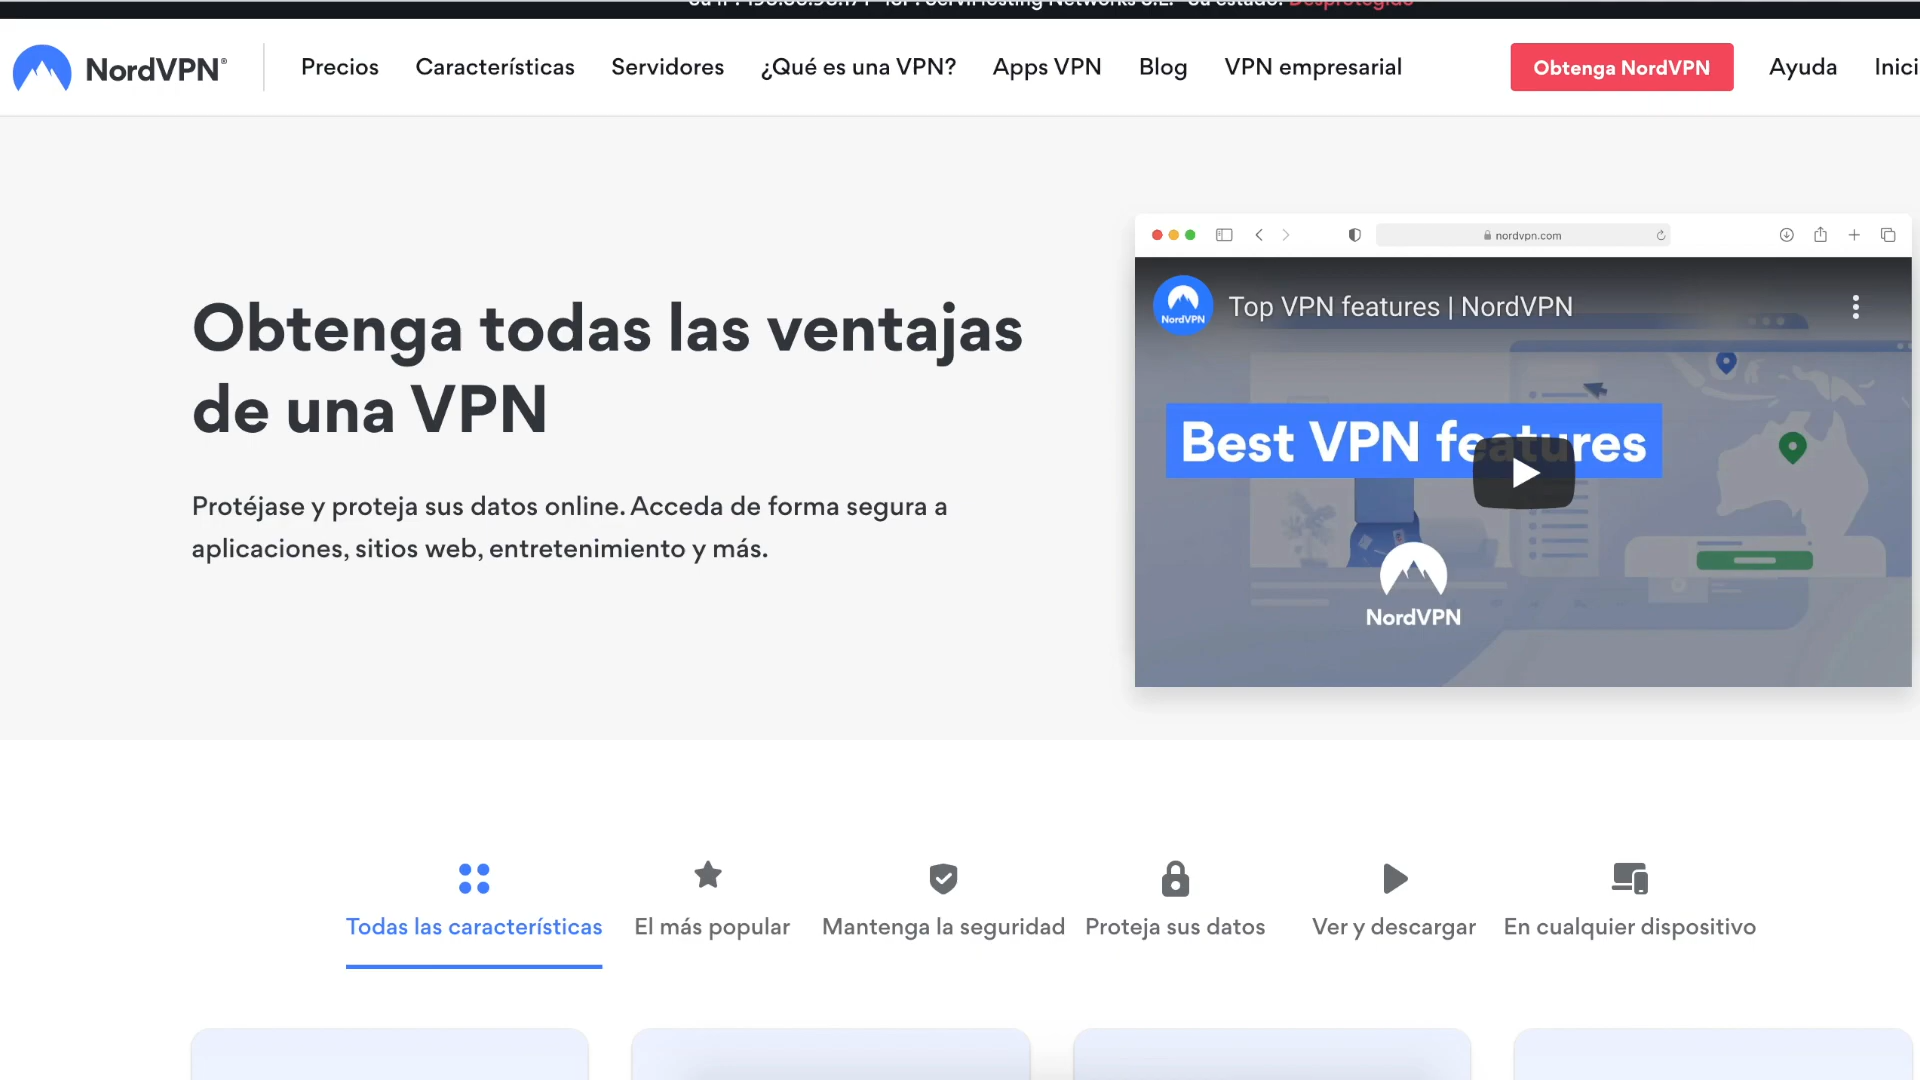 Desprotegido
NordVPN®
Precios
Características
Servidores
¿Qué es una VPN?
Apps VPN
Blog
VPN empresarial
Obtenga NordVPN
Ayuda
Inici
Obtenga todas las ventajas
de una VPN
Protéjase y proteja sus datos online. Acceda de forma segura a
aplicaciones, sitios web, entretenimiento y más.
nordvpn.com
NordVPN
Top VPN features | NordVPN
Best VPN features
NordVPN
Todas las características
El más popular
Mantenga la seguridad
Proteja sus datos
Ver y descargar
En cualquier dispositivo